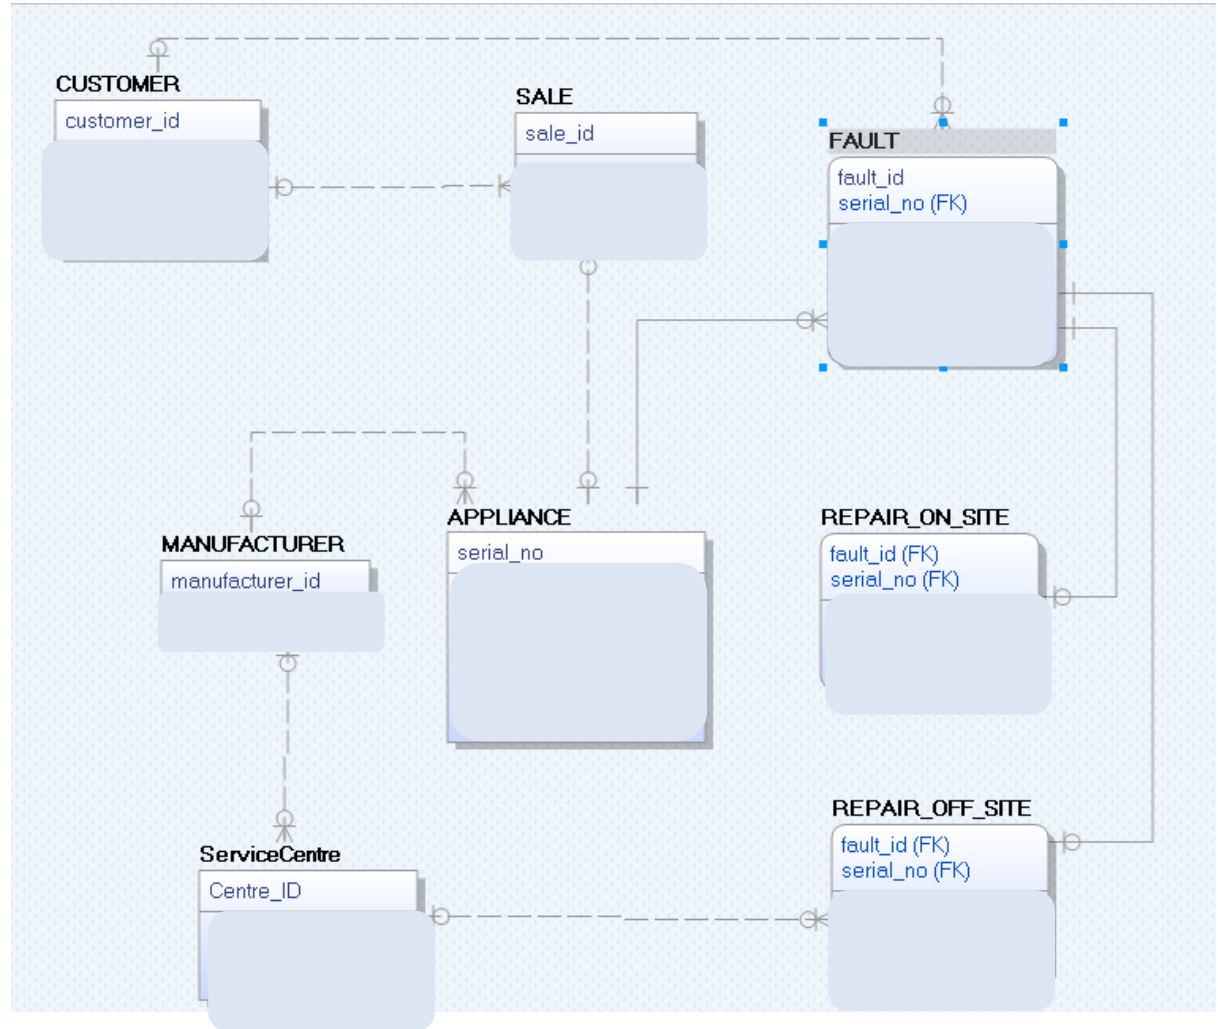 CUSTOMER
customer_id
SALE
sale_id
FAULT
fault_id
serial_no (FK)
MANUFACTURER
manufacturer_id
APPLIANCE
serial_no
REPAIR_ON_SITE
fault_id (FK)
serial_no (FK)
ServiceCentre
Centre_ID
REPAIR_OFF_SITE
fault_id (FK)
serial_no (FK)